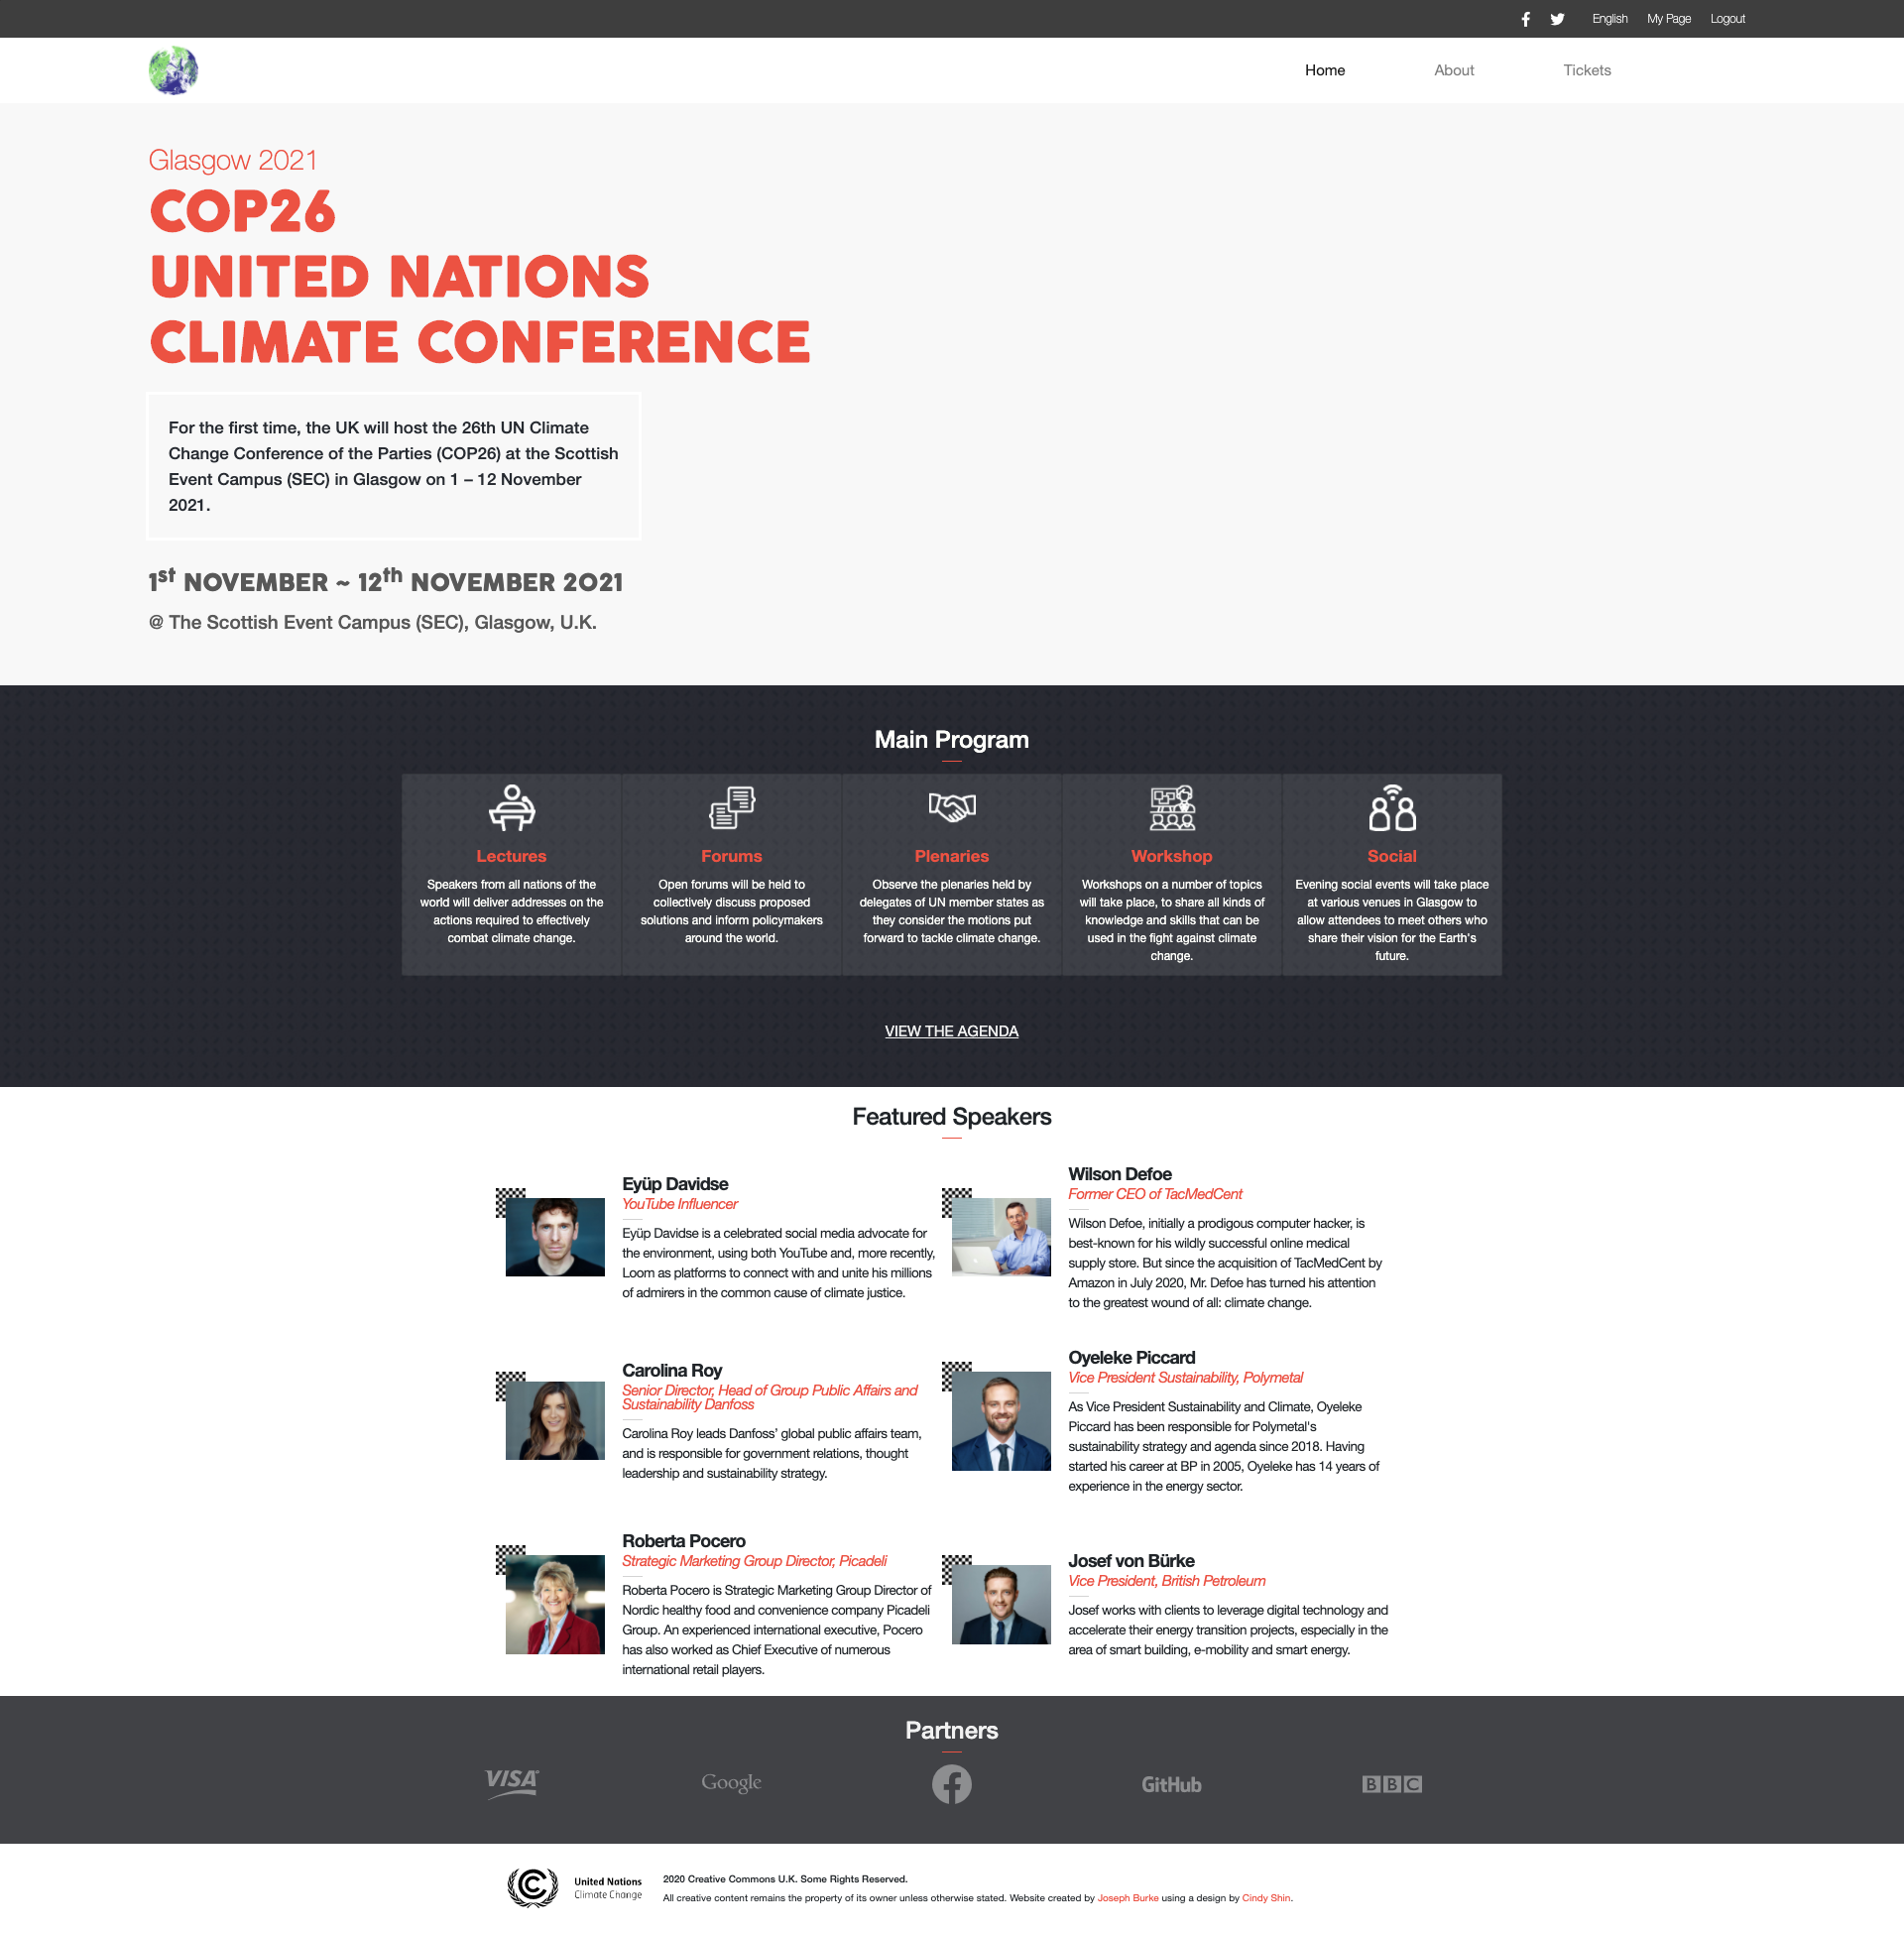 English My Page Logout
Home About Tickets
Glasgow 2021
COP26
UNITED NATIONS
CLIMATE CONFERENCE
For the first time, the UK will host the 26th UN Climate
Change Conference of the Parties (COP26) at the Scottish
Event Campus (SEC) in Glasgow on 1 – 12 November
2021.
1st NOVEMBER ~ 12th NOVEMBER 2021
@ The Scottish Event Campus (SEC), Glasgow, U.K.
Main Program
Lectures
Speakers from all nations of the
world will deliver addresses on the
actions required to effectively
combat climate change.
Forums
Open forums will be held to
collectively discuss proposed
solutions and inform policymakers
around the world.
Plenaries
Observe the plenaries held by
delegates of UN member states as
they consider the motions put
forward to tackle climate change.
Workshop
Workshops on a number of topics
will take place, to share all kinds of
knowledge and skills that can be
used in the fight against climate
change.
Social
Evening social events will take place
at various venues in Glasgow to
allow attendees to meet others who
share their vision for the Earth's
future.
VIEW THE AGENDA
Featured Speakers
Eyüp Davidse
YouTube Influencer
Eyüp Davidse is a celebrated social media advocate for
the environment, using both YouTube and, more recently,
Loom as platforms to connect with and unite his millions
of admirers in the common cause of climate justice.
Wilson Defoe
Former CEO of TacMedCent
Wilson Defoe, initially a prodigous computer hacker, is
best-known for his wildly successful online medical
supply store. But since the acquisition of TacMedCent by
Amazon in July 2020, Mr. Defoe has turned his attention
to the greatest wound of all: climate change.
Carolina Roy
Senior Director, Head of Group Public Affairs and
Sustainability Danfoss
Carolina Roy leads Danfoss’ global public affairs team,
and is responsible for government relations, thought
leadership and sustainability strategy.
Oyeleke Piccard
Vice President Sustainability, Polymetal
As Vice President Sustainability and Climate, Oyeleke
Piccard has been responsible for Polymetal's
sustainability strategy and agenda since 2018. Having
started his career at BP in 2005, Oyeleke has 14 years of
experience in the energy sector.
Roberta Pocero
Strategic Marketing Group Director, Picadeli
Roberta Pocero is Strategic Marketing Group Director of
Nordic healthy food and convenience company Picadeli
Group. An experienced international executive, Pocero
has also worked as Chief Executive of numerous
international retail players.
Josef von Bürke
Vice President, British Petroleum
Josef works with clients to leverage digital technology and
accelerate their energy transition projects, especially in the
area of smart building, e-mobility and smart energy.
Partners
VISA Google GitHub BBC
United Nations
Climate Change
2020 Creative Commons U.K. Some Rights Reserved.
All creative content remains the property of its owner unless otherwise stated. Website created by Joseph Burke using a design by Cindy Shin.